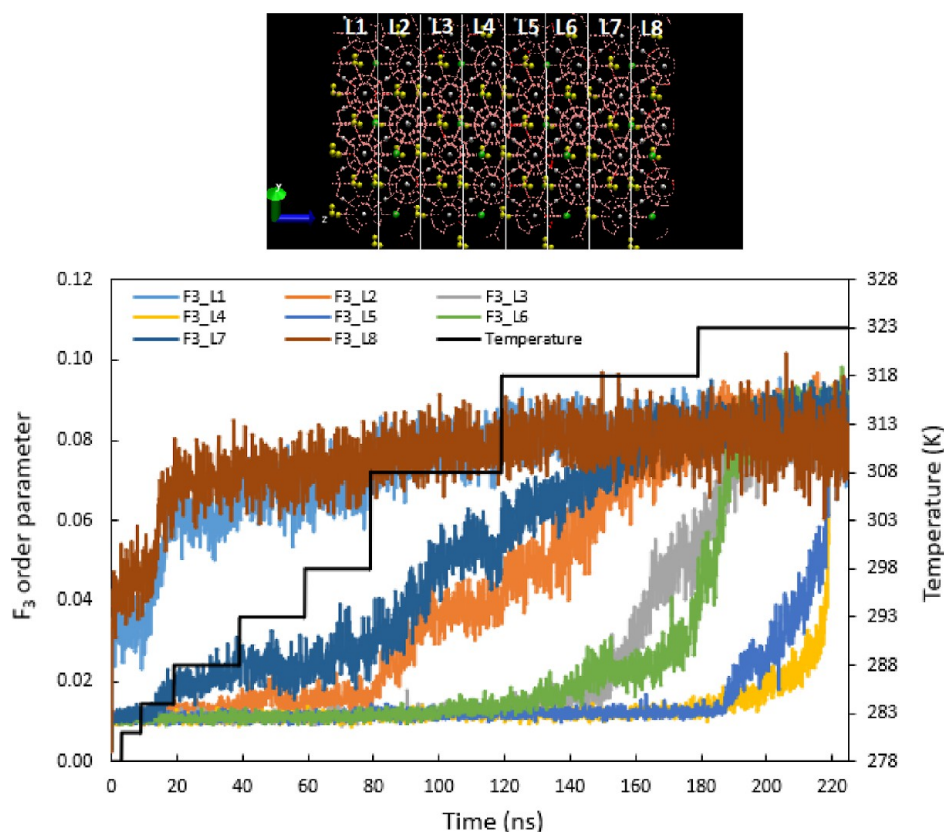 L1 L2 L3 L4 L5 L6 L7 L8
y
z
0.12
0.10
0.08
0.06
0.04
0.02
0.00
F3 order parameter
F3_L1 F3_L2 F3_L3
F3_L4 F3_L5 F3_L6
F3_L7 F3_L8 Temperature
328
323
318
313
308
303
298
293
288
283
278
Temperature (K)
0 20 40 60 80 100 120 140 160 180 200 220
Time (ns)